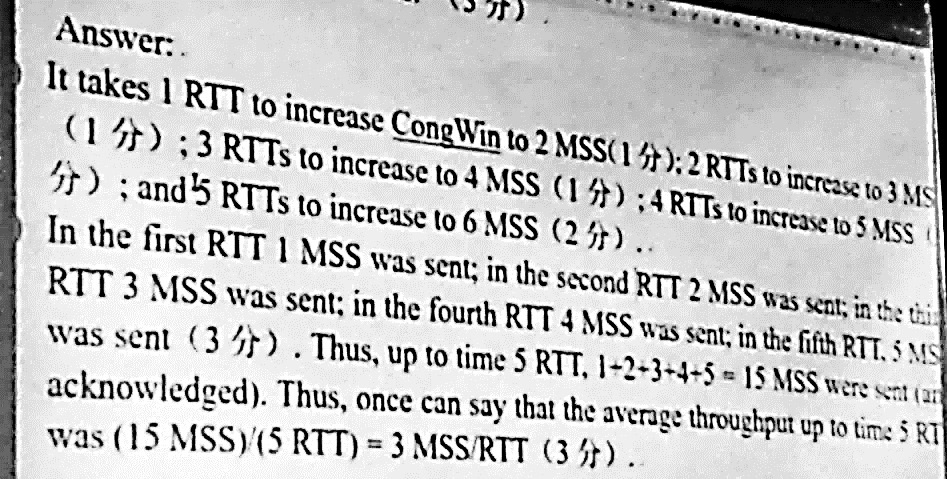 (3分).
Answer:.
It takes 1 RTT to increase CongWin to 2 MSS(1分); 2 RTTs to increase to 3
(1分) ; 3 RTTs to increase to 4 MSS (1分) ; 4 RTTs to increase to 5 MSS (
分) ; and 5 RTTs to increase to 6 MSS (2分) ..
In the first RTT 1 MSS was sent; in the second RTT 2 MSS was sent; in the
RTT 3 MSS was sent; in the fourth RTT 4 MSS was sent; in the fifth RTT, 5
was sent (3分) . Thus, up to time 5 RTT, 1+2+3+4+5 = 15 MSS were sent
acknowledged). Thus, once can say that the average throughput up to time 5
was (15 MSS)/(5 RTT) = 3 MSS/RTT (3分) ..